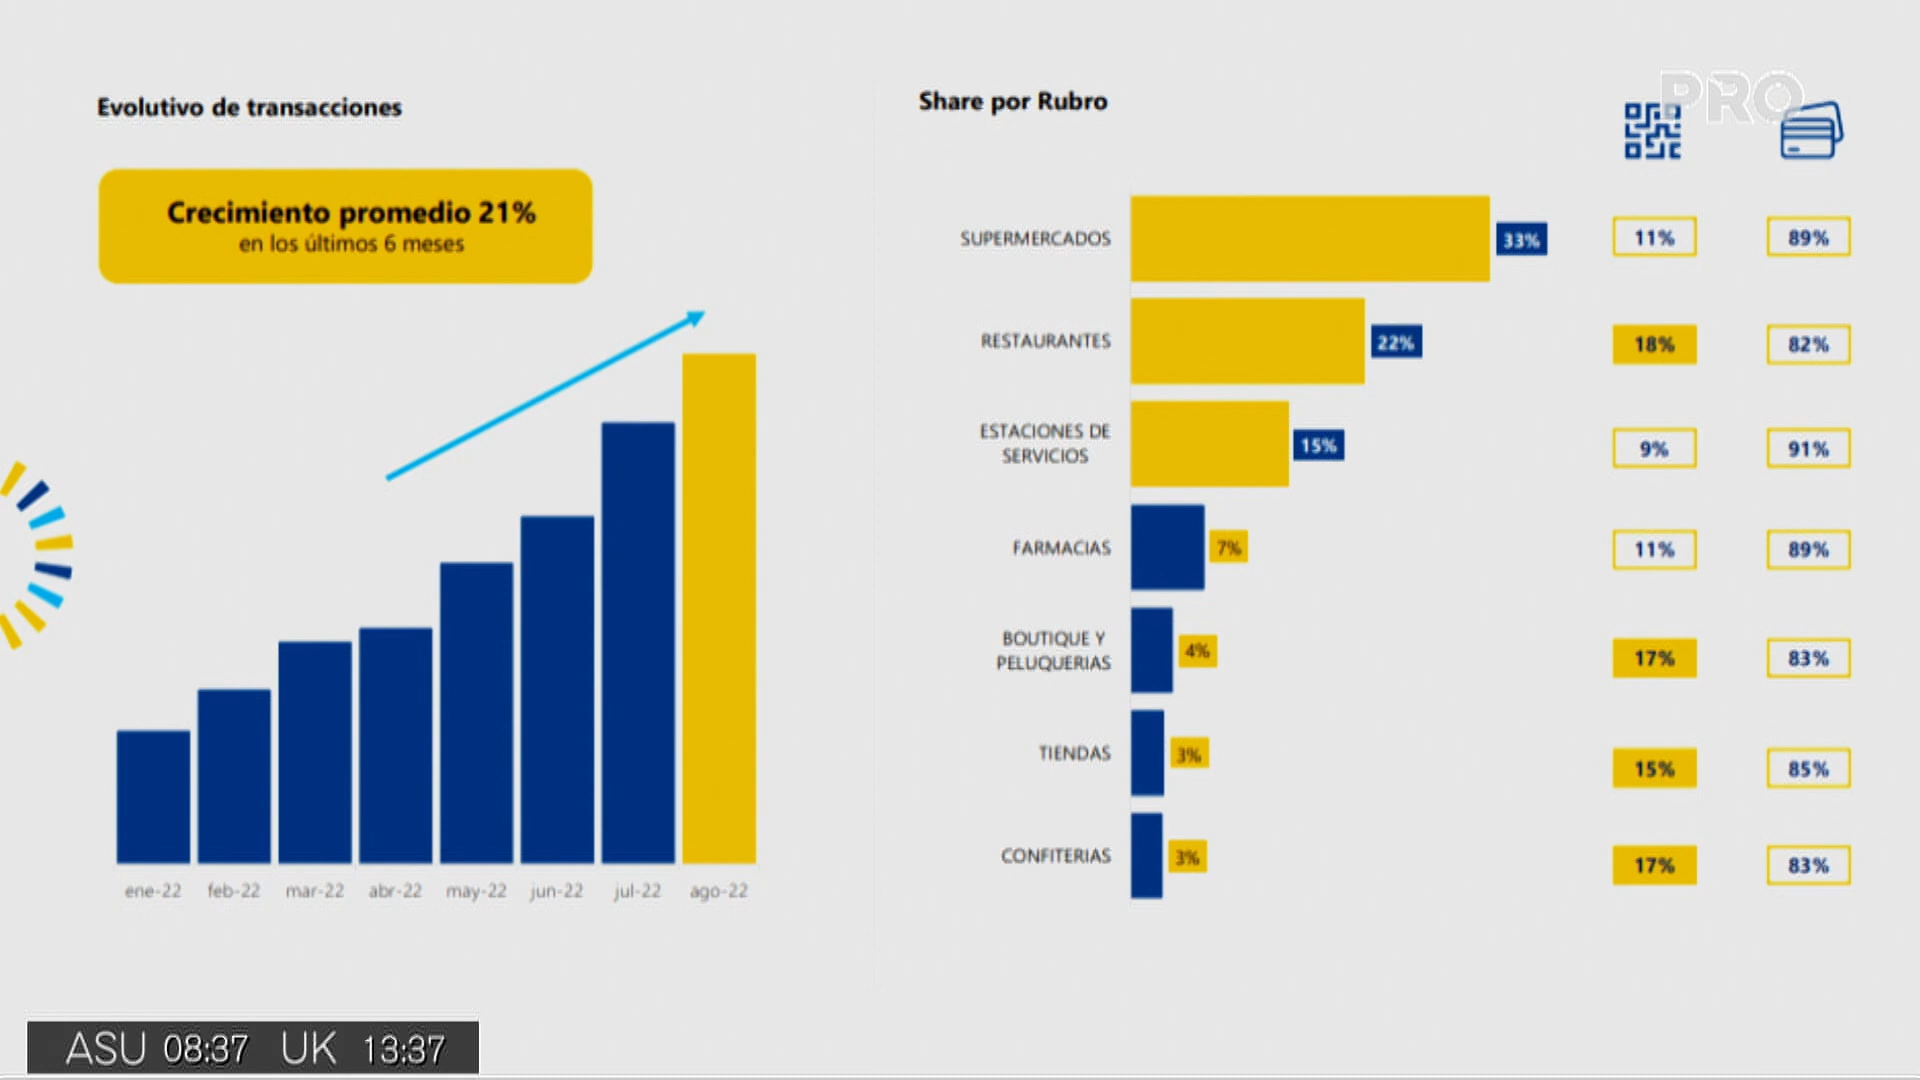 Evolutivo de transacciones
Crecimiento promedio 21%
en los últimos 6 meses
ene-22 feb-22 mar-22 abr-22 may-22 jun-22 jul-22 ago-22
Share por Rubro
PRO
SUPERMERCADOS 33% 11% 89%
RESTAURANTES 22% 18% 82%
ESTACIONES DE
SERVICIOS 15% 9% 91%
FARMACIAS 7% 11% 89%
BOUTIQUE Y
PELUQUERIAS 4% 17% 83%
TIENDAS 3% 15% 85%
CONFITERIAS 3% 17% 83%
ASU 08:37 UK 13:37